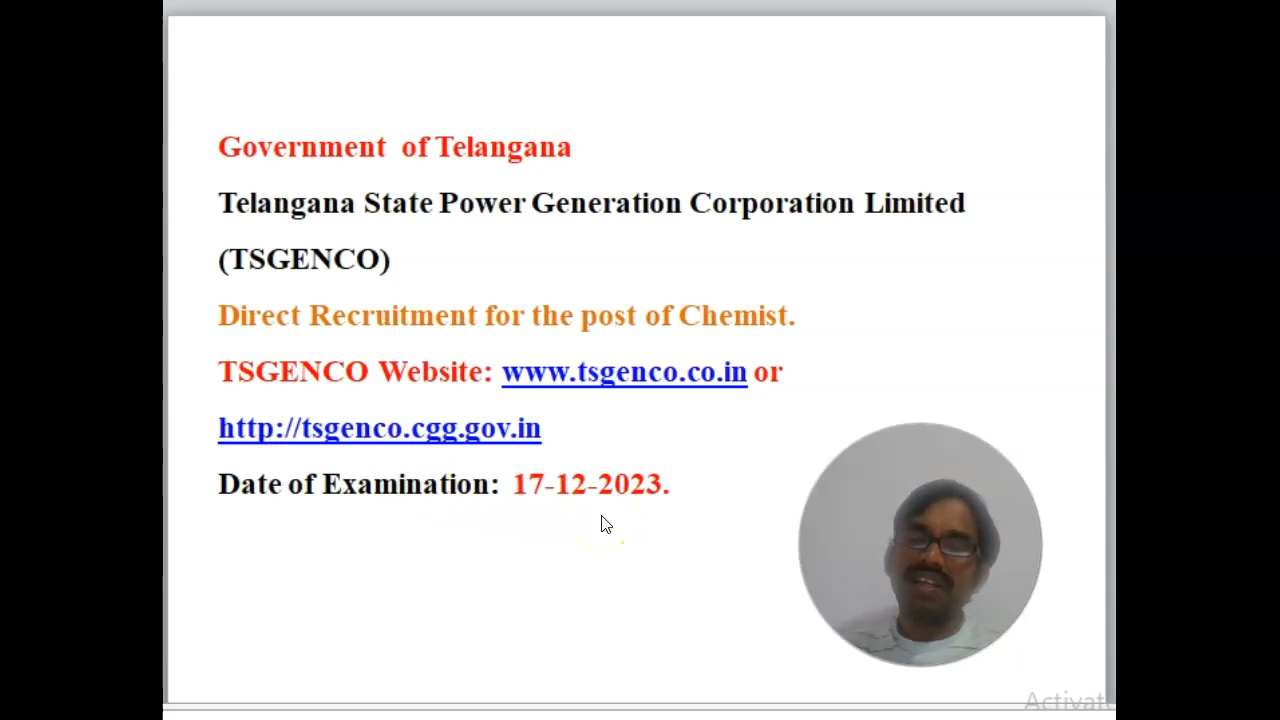 Government of Telangana
Telangana State Power Generation Corporation Limited
(TSGENCO)
Direct Recruitment for the post of Chemist.
TSGENCO Website: www.tsgenco.co.in or
http://tsgenco.cgg.gov.in
Date of Examination: 17-12-2023.
Activat